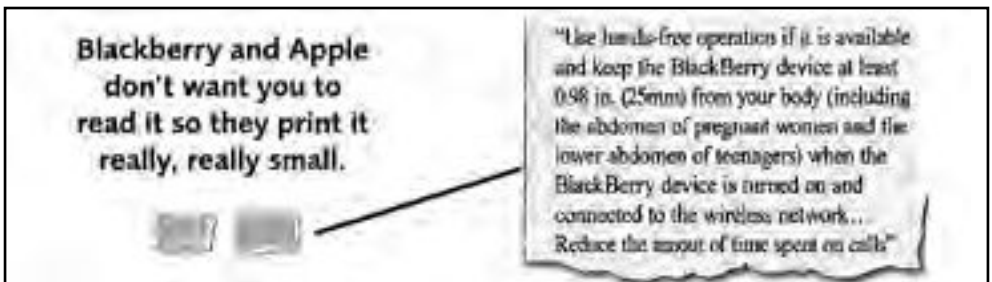 Blackberry and Apple
don't want you to
read it so they print it
really, really small.
"Use hands-free operation if it is available
and keep the BlackBerry device at least
0.98 in. (25mm) from your body (including
the abdomen of pregnant women and the
lower abdomen of teenagers) when the
BlackBerry device is turned on and
connected to the wireless network…
Reduce the amout of time spent on calls"